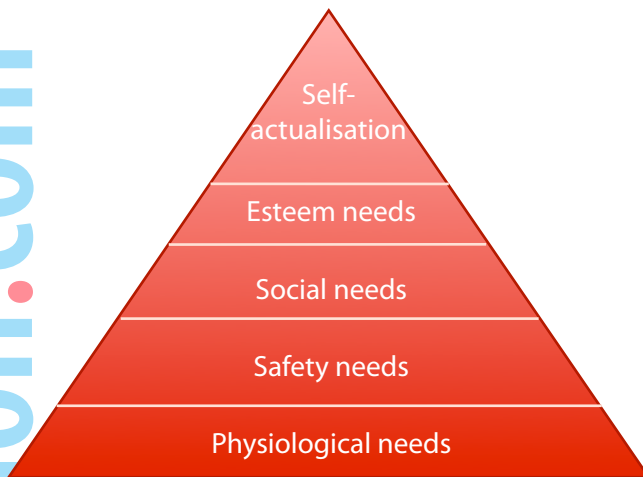 Self-
actualisation
Esteem needs
Social needs
Safety needs
Physiological needs